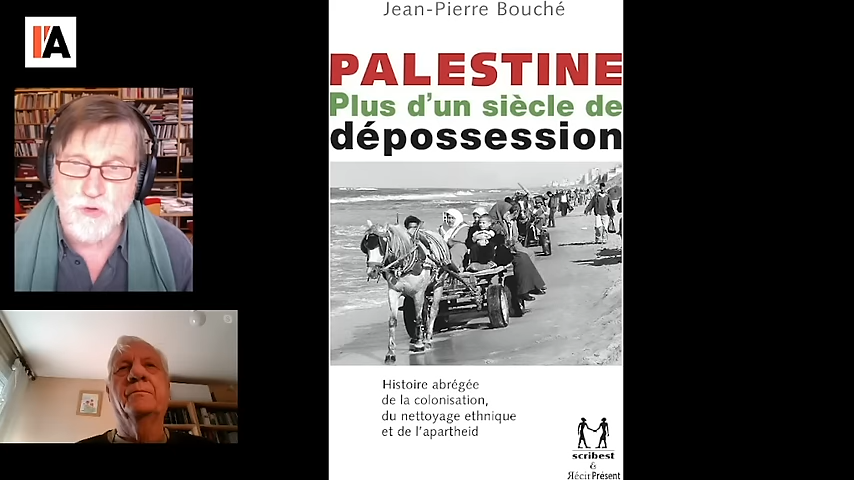 I'A
Jean-Pierre Bouché
PALESTINE
Plus d'un siècle de
dépossession
Histoire abrégée
de la colonisation,
du nettoyage ethnique
et de l'apartheid
scribest
&
Récit Présent